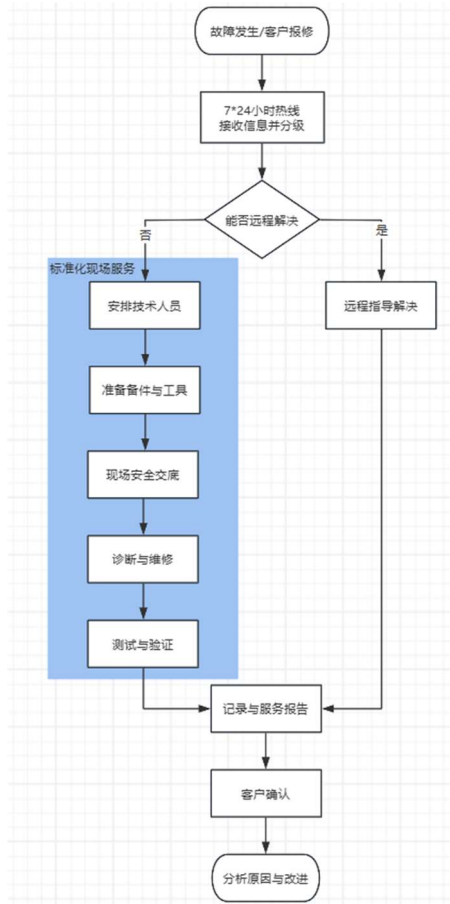 故障发生/客户报修
7*24小时热线
接收信息并分级
能否远程解决
否
是
标准化现场服务
安排技术人员
远程指导解决
准备备件与工具
现场安全交底
诊断与维修
测试与验证
记录与服务报告
客户确认
分析原因与改进